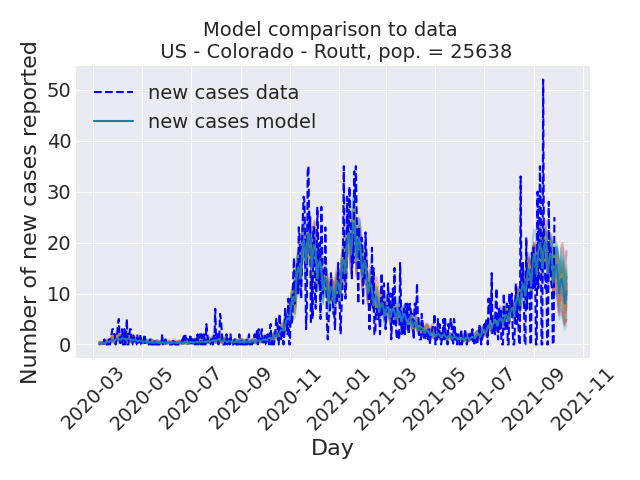 Model comparison to data
US - Colorado - Routt, pop. = 25638
new cases data
new cases model
Number of new cases reported
50
40
30
20
10
0
2020-03
2020-05
2020-07
2020-09
2020-11
2021-01
2021-03
2021-05
2021-07
2021-09
2021-11
Day